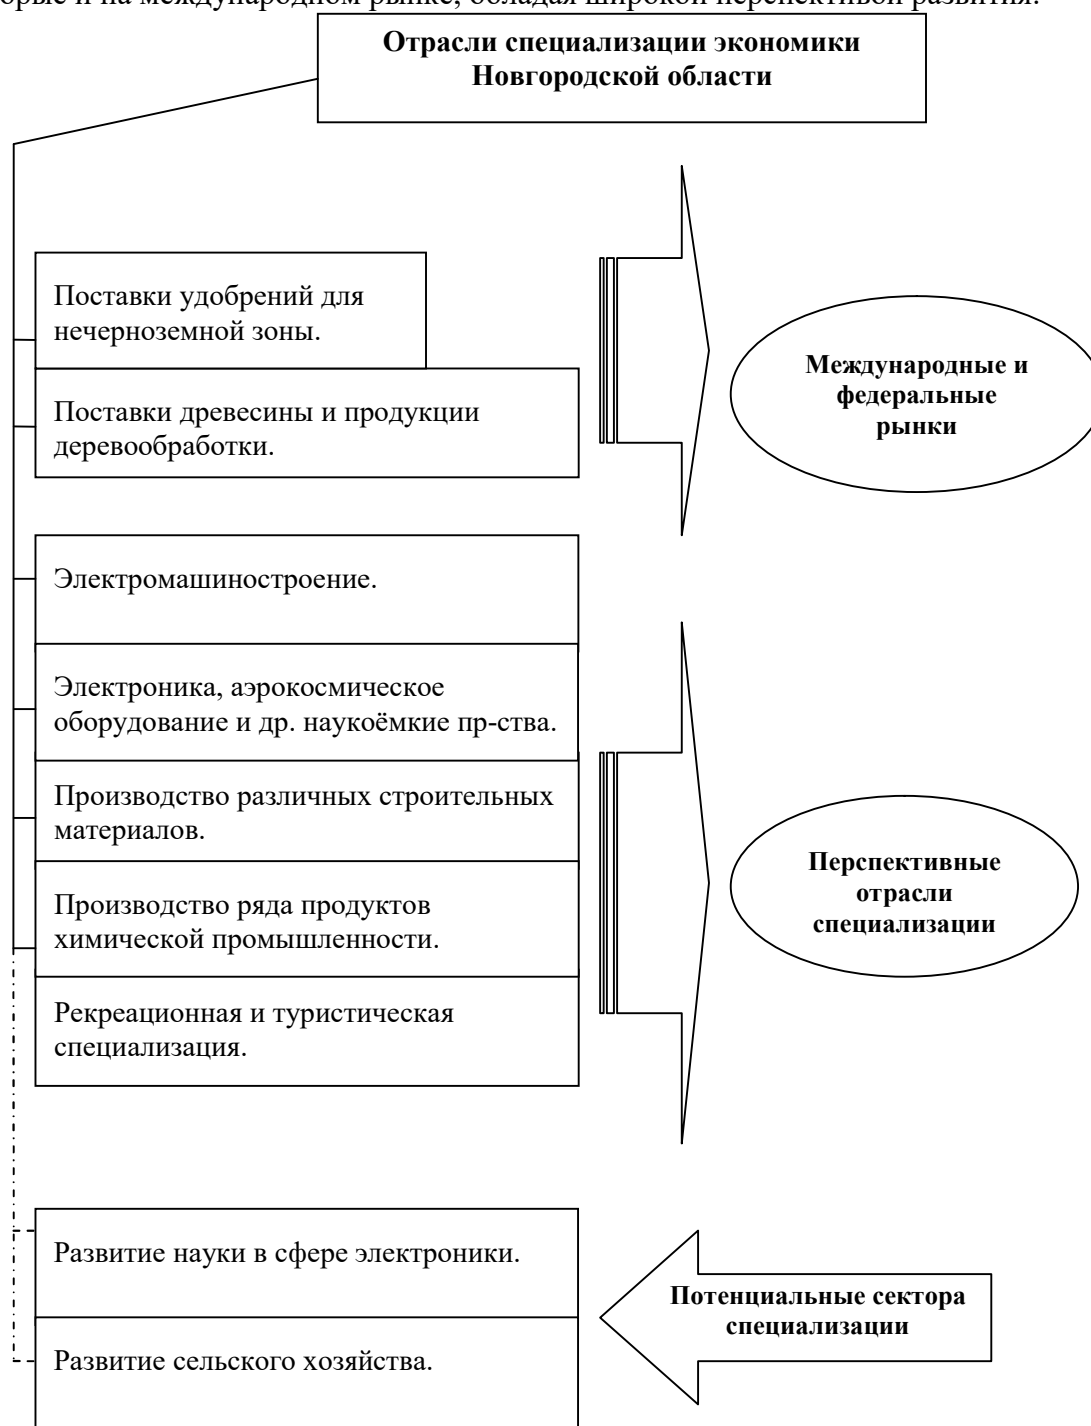 и на международном рынке, обладая широкой перспективой развития.
Отрасли специализации экономики
Новгородской области
Поставки удобрений для
нечерноземной зоны.
Поставки древесины и продукции
деревообработки.
Международные и
федеральные
рынки
Электромашиностроение.
Электроника, аэрокосмическое
оборудование и др. наукоёмкие пр-ства.
Производство различных строительных
материалов.
Производство ряда продуктов
химической промышленности.
Рекреационная и туристическая
специализация.
Перспективные
отрасли
специализации
Развитие науки в сфере электроники.
Развитие сельского хозяйства.
Потенциальные сектора
специализации